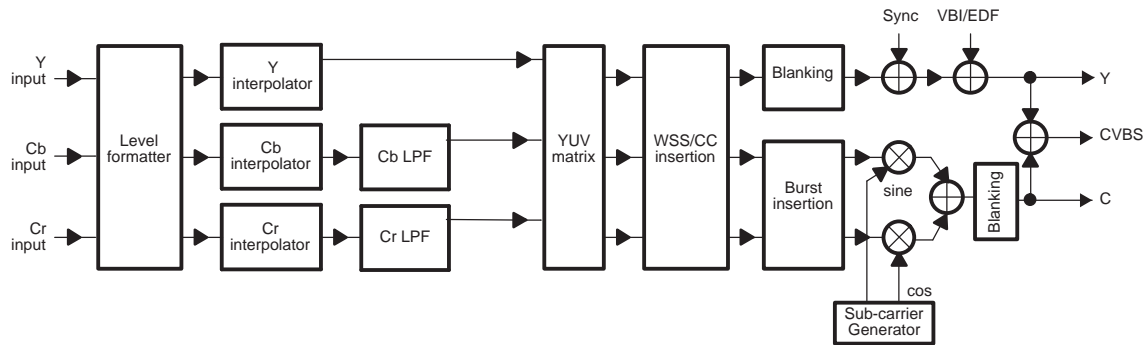 Sync
VBI/EDF
Y
input
Y
interpolator
Blanking
Y
Level
formatter
Cb
input
Cb
interpolator
Cb LPF
YUV
matrix
WSS/CC
insertion
CVBS
Burst
insertion
sine
Blanking
C
Cr
input
Cr
interpolator
Cr LPF
cos
Sub-carrier
Generator